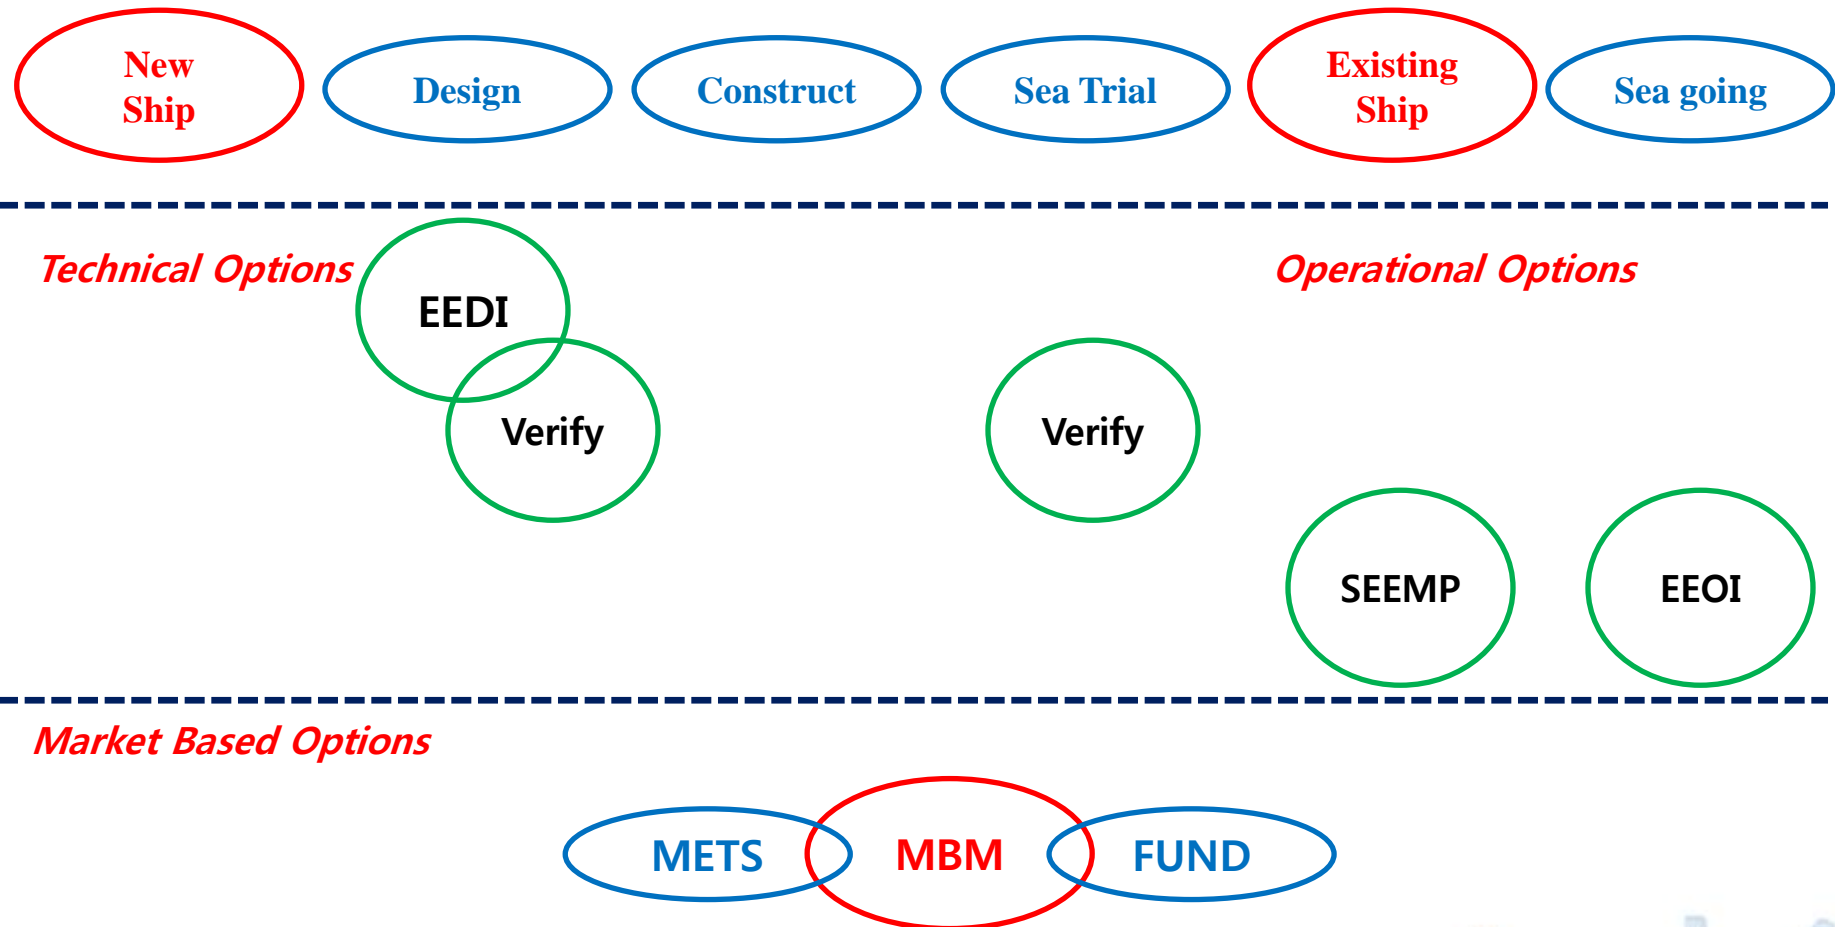 New
Ship
Design
Construct
Sea Trial
Existing
Ship
Sea going
Technical Options
Operational Options
EEDI
Verify
Verify
SEEMP
EEOI
Market Based Options
METS
MBM
FUND